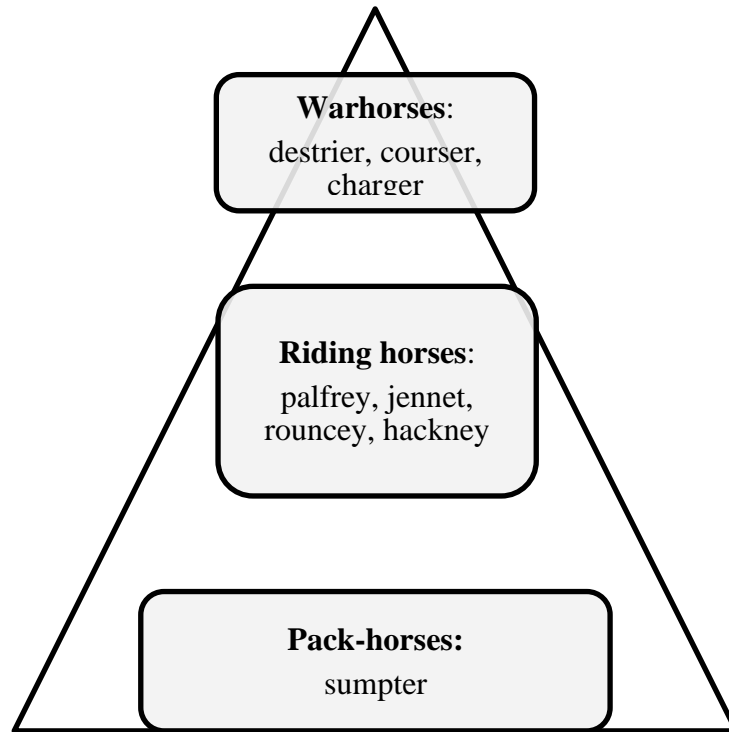 Warhorses:
destrier, courser,
charger
Riding horses:
palfrey, jennet,
rouncey, hackney
Pack-horses:
sumpter